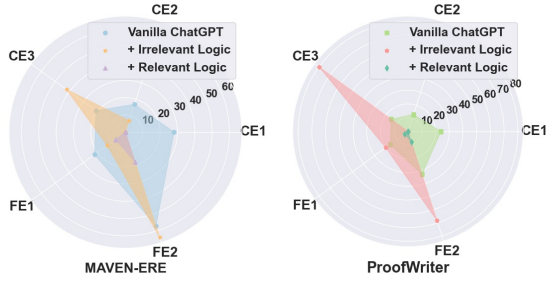 CE2
Vanilla ChatGPT
+ Irrelevant Logic
+ Relevant Logic
CE3
10 20 30 40 50 60
CE1
FE1
FE2
MAVEN-ERE
CE2
Vanilla ChatGPT
+ Irrelevant Logic
+ Relevant Logic
CE3
10 20 30 40 50 60 70 80
CE1
FE1
FE2
ProofWriter